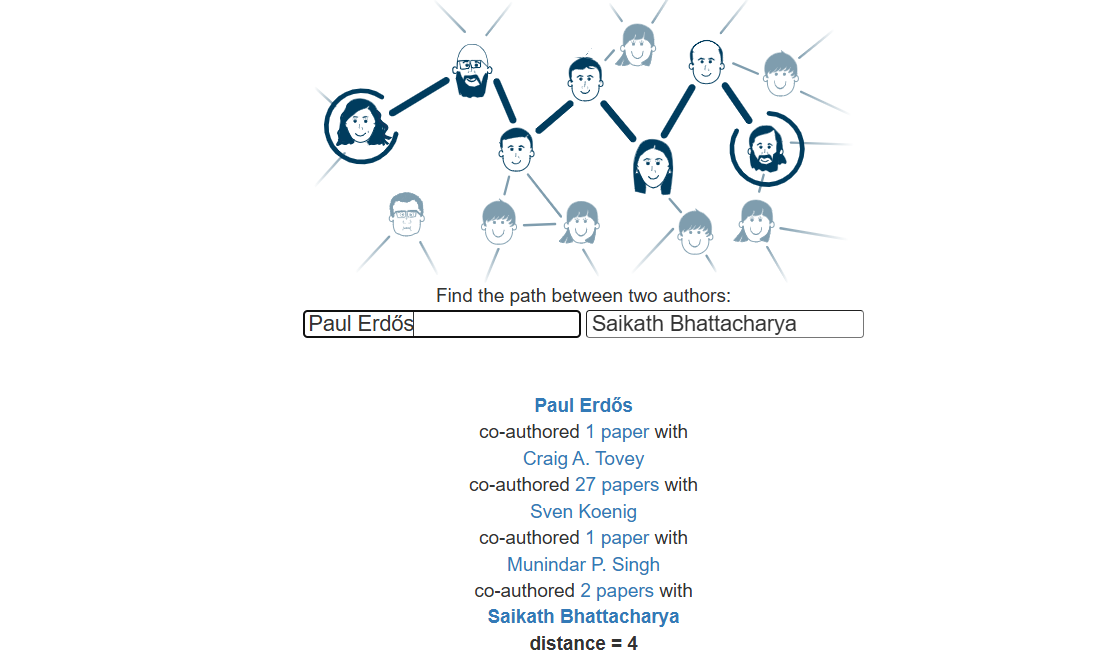 Find the path between two authors:
Paul Erdős Saikath Bhattacharya
Paul Erdős
co-authored 1 paper with
Craig A. Tovey
co-authored 27 papers with
Sven Koenig
co-authored 1 paper with
Munindar P. Singh
co-authored 2 papers with
Saikath Bhattacharya
distance = 4